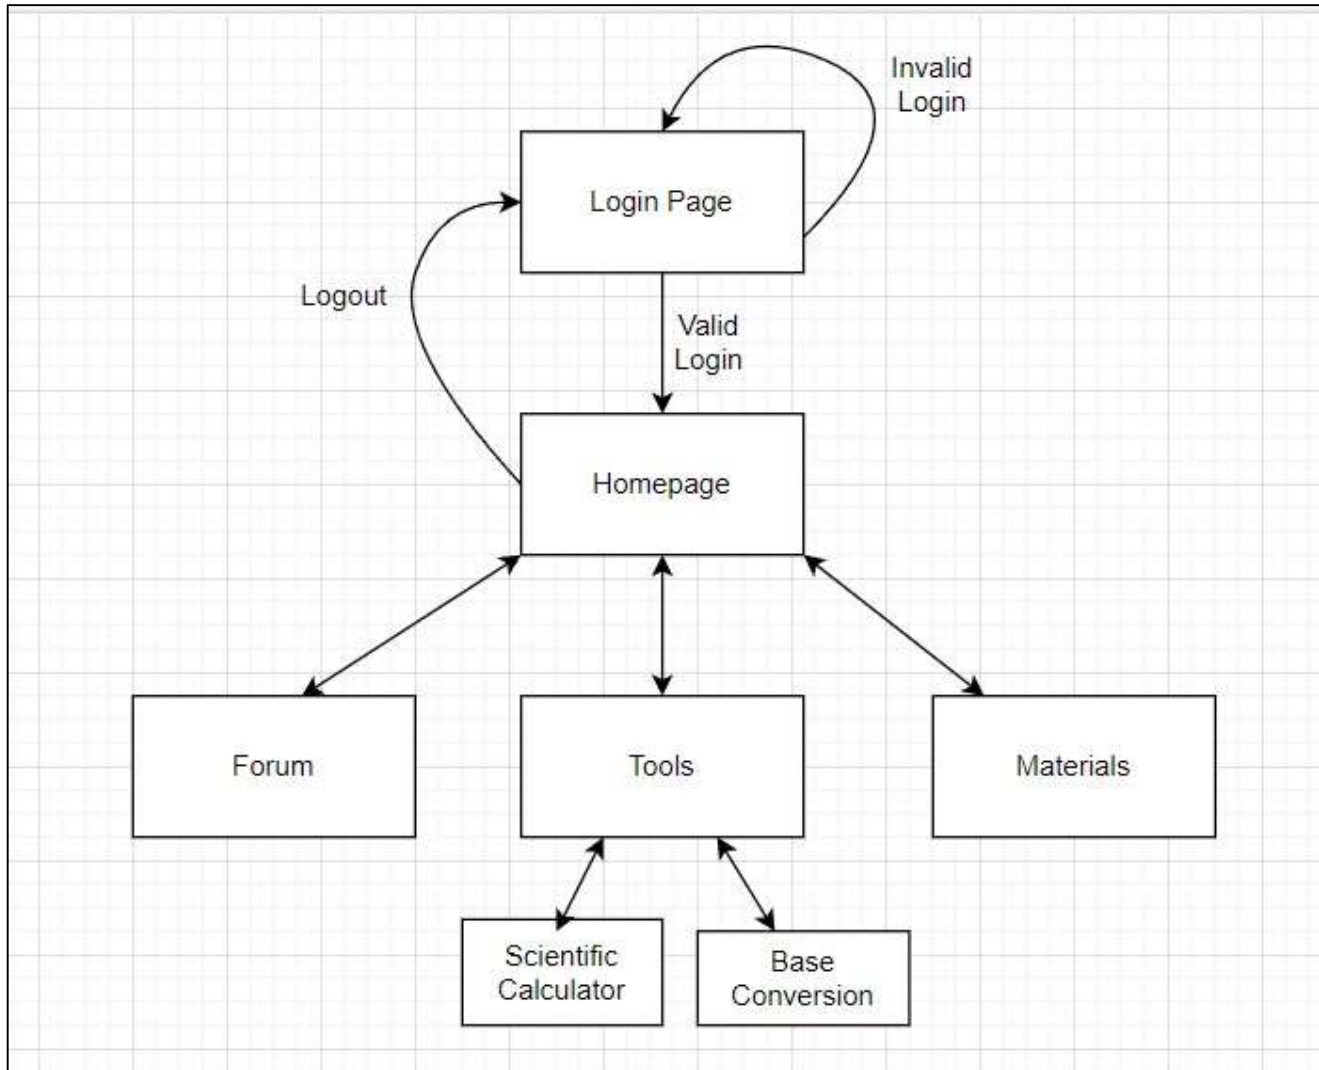 Invalid
Login
Login Page
Logout
Valid
Login
Homepage
Forum
Tools
Materials
Scientific
Calculator
Base
Conversion